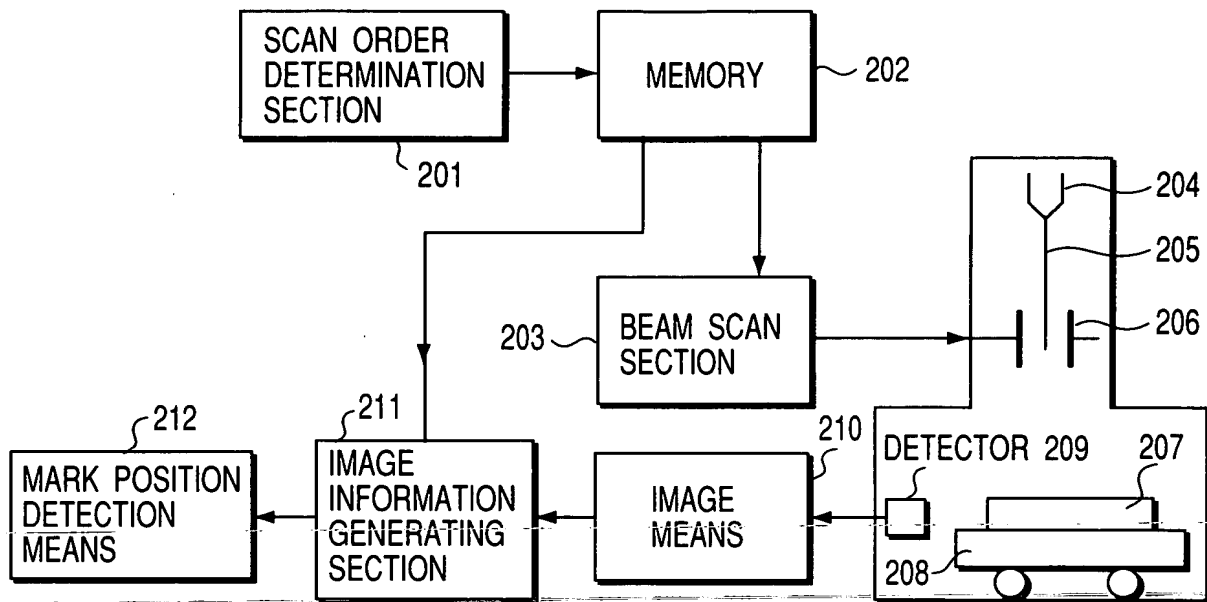 SCAN ORDER
DETERMINATION
SECTION
201
MEMORY
202
204
205
206
203
BEAM SCAN
SECTION
212
MARK POSITION
DETECTION
MEANS
211
IMAGE
INFORMATION
GENERATING
SECTION
210
IMAGE
MEANS
DETECTOR 209
207
208